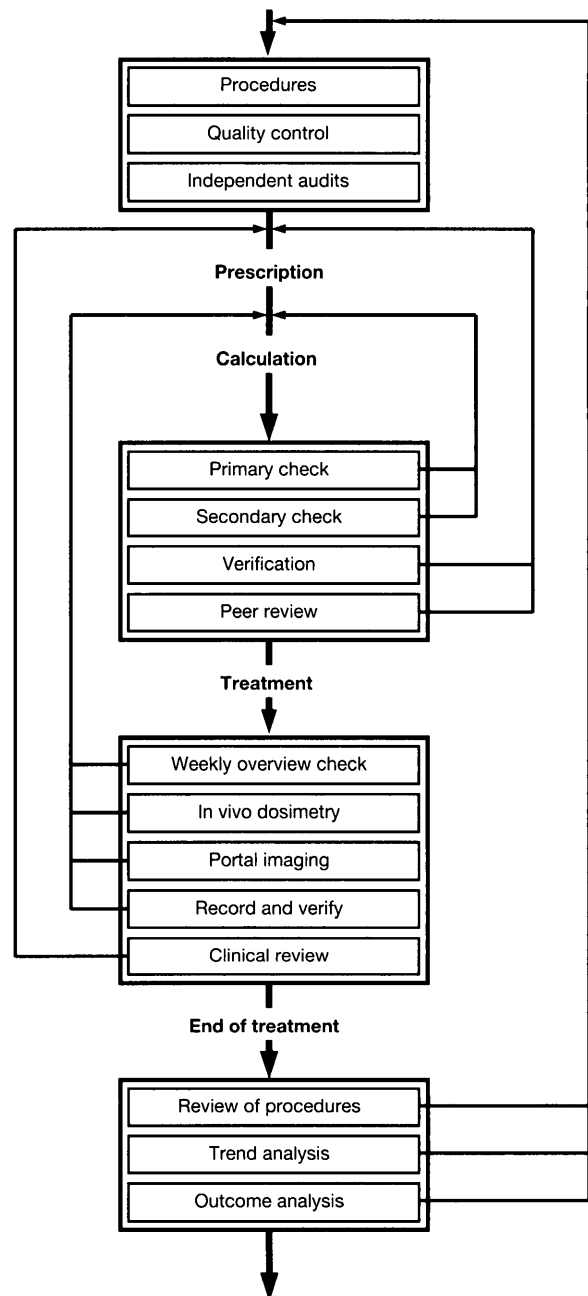 Procedures
Quality control
Independent audits
Prescription
Calculation
Primary check
Secondary check
Verification
Peer review
Treatment
Weekly overview check
In vivo dosimetry
Portal imaging
Record and verify
Clinical review
End of treatment
Review of procedures
Trend analysis
Outcome analysis